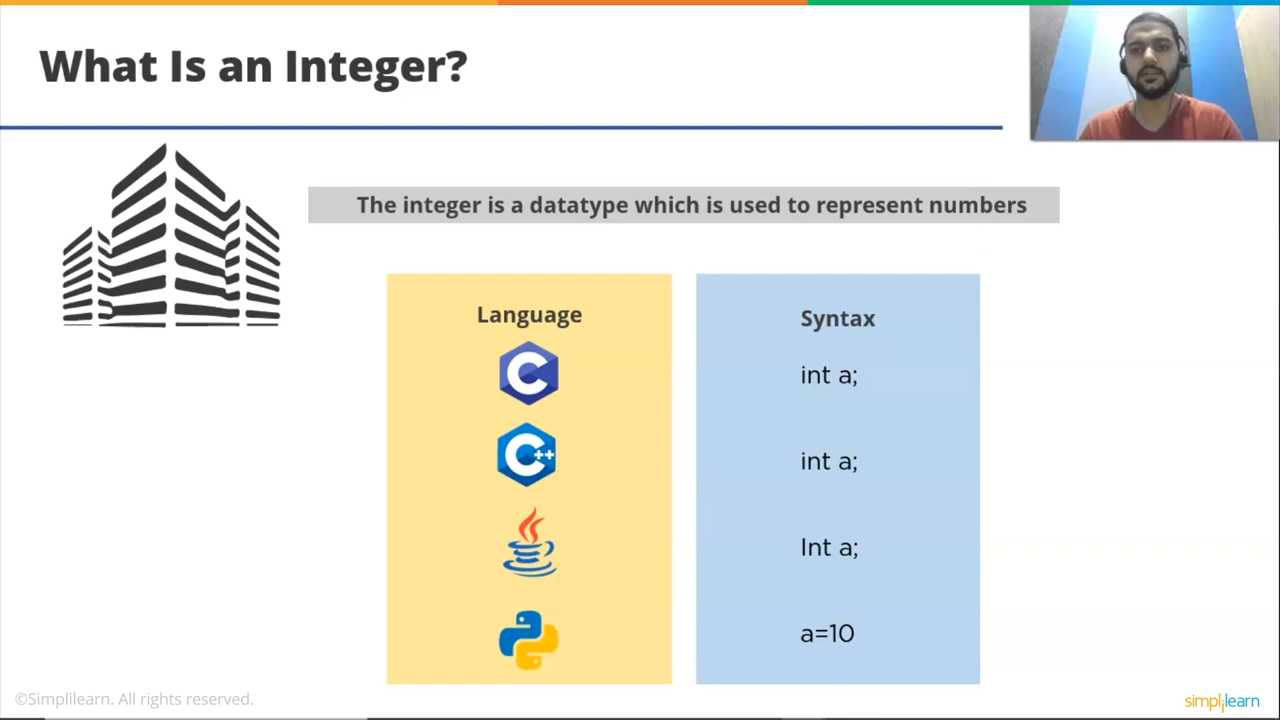 What Is an Integer?
The integer is a datatype which is used to represent numbers
Language
Syntax
C
int a;
C++
int a;
Int a;
a=10
©Simplilearn. All rights reserved.
simplilearn